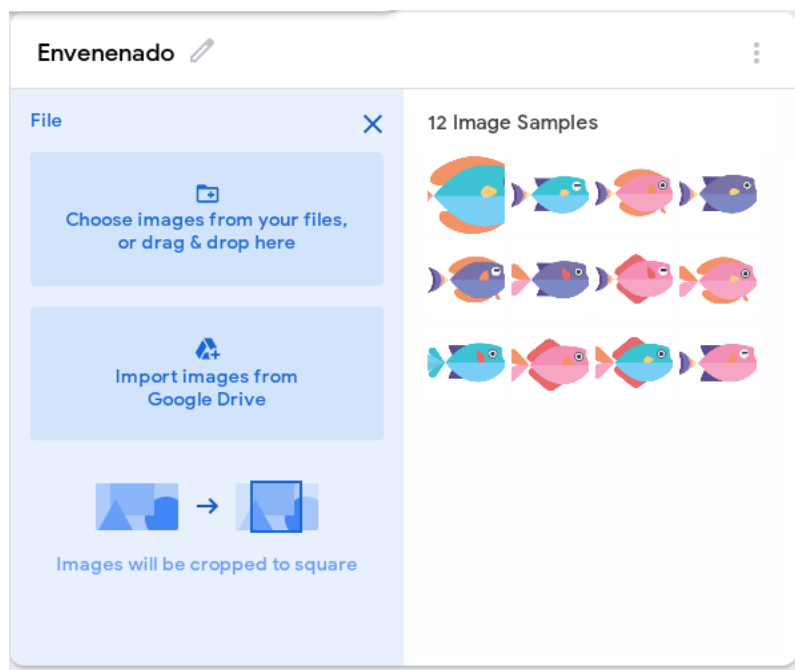 Envenenado
File
12 Image Samples
Choose images from your files,
or drag & drop here
Import images from
Google Drive
Images will be cropped to square